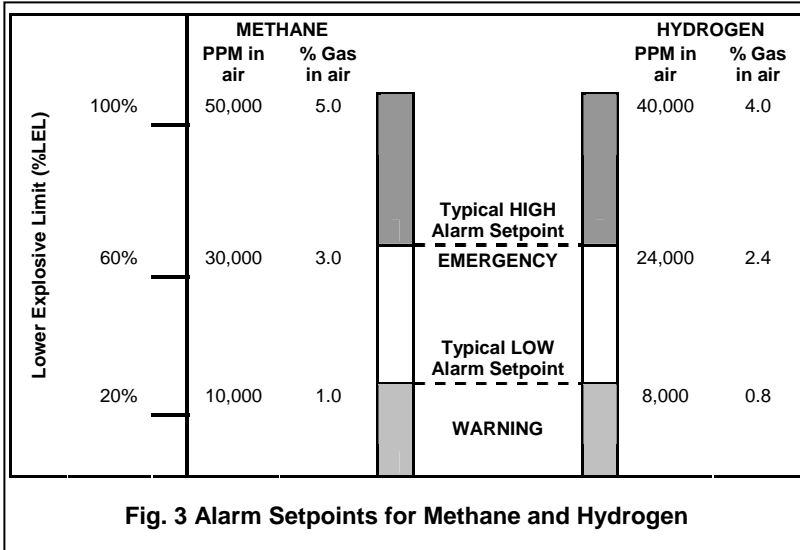 METHANE HYDROGEN
PPM in % Gas PPM in % Gas
air in air air in air
100% 50,000 5.0 40,000 4.0
Lower Explosive Limit (%LEL)
Typical HIGH
Alarm Setpoint
60% 30,000 3.0 EMERGENCY 24,000 2.4
Typical LOW
Alarm Setpoint
20% 10,000 1.0 8,000 0.8
WARNING
Fig. 3 Alarm Setpoints for Methane and Hydrogen